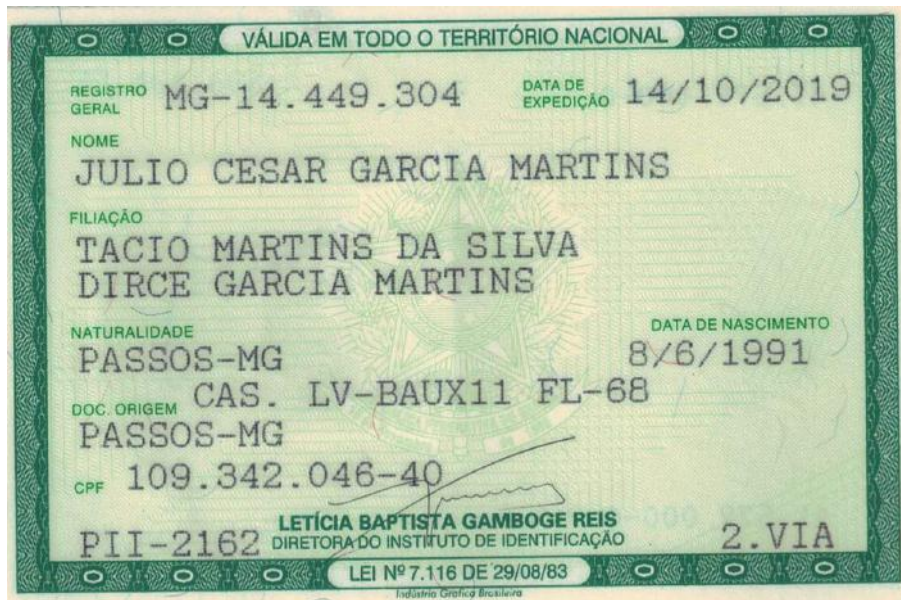 VÁLIDA EM TODO O TERRITÓRIO NACIONAL
REGISTRO GERAL MG-14.449.304 DATA DE EXPEDIÇÃO 14/10/2019
NOME
JULIO CESAR GARCIA MARTINS
FILIAÇÃO
TACIO MARTINS DA SILVA
DIRCE GARCIA MARTINS
NATURALIDADE DATA DE NASCIMENTO
PASSOS-MG 8/6/1991
DOC. ORIGEM CAS. LV-BAUX11 FL-68
PASSOS-MG
CPF 109.342.046-40
LETÍCIA BAPTISTA GAMBOGE REIS
PII-2162 DIRETORA DO INSTITUTO DE IDENTIFICAÇÃO 2.VIA
LEI Nº 7.116 DE 29/08/83
Indústria Gráfica Brasileira